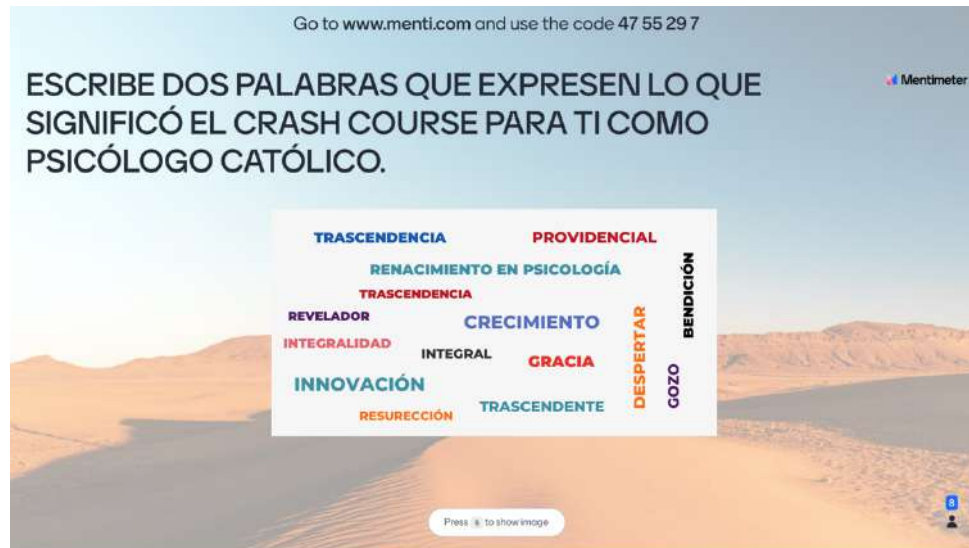 Go to www.menti.com and use the code 47 55 29 7
ESCRIBE DOS PALABRAS QUE EXPRESEN LO QUE
SIGNIFICÓ EL CRASH COURSE PARA TI COMO
PSICÓLOGO CATÓLICO.
Mentimeter
TRASCENDENCIA
PROVIDENCIAL
RENACIMIENTO EN PSICOLOGÍA
TRASCENDENCIA
REVELADOR
CRECIMIENTO
INTEGRALIDAD
INTEGRAL
GRACIA
INNOVACIÓN
RESURECCIÓN
TRASCENDENTE
DESPERTAR
GOZO
BENDICIÓN
Press to show image
8